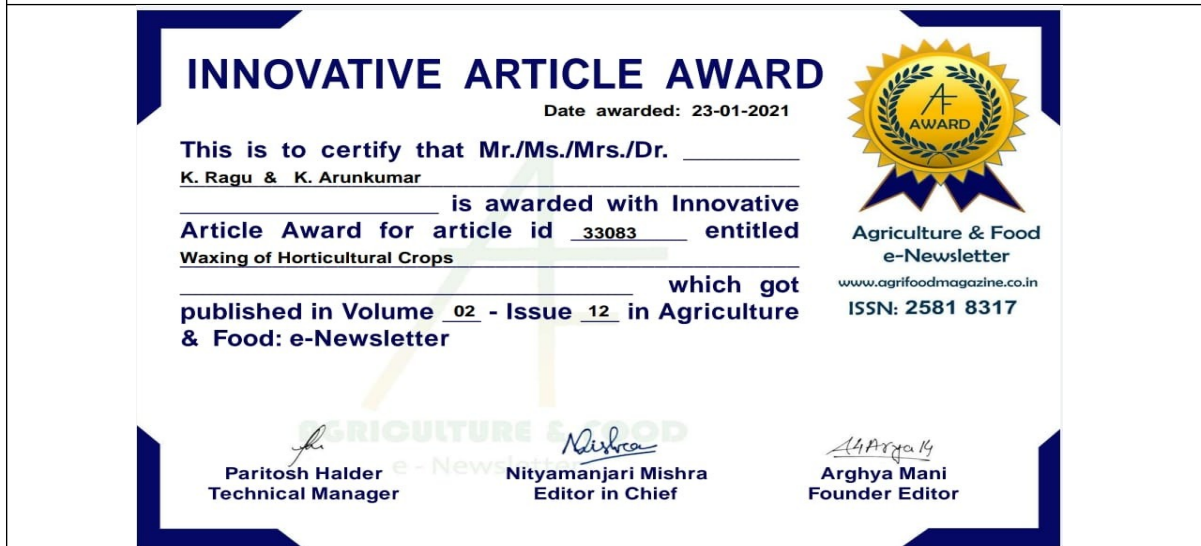 INNOVATIVE ARTICLE AWARD
Date awarded: 23-01-2021
This is to certify that Mr./Ms./Mrs./Dr.
K. Ragu & K. Arunkumar
is awarded with Innovative
Article Award for article id 33083 entitled
Waxing of Horticultural Crops
which got
published in Volume 02 - Issue 12 in Agriculture
& Food: e-Newsletter
AF
AWARD
Agriculture & Food
e-Newsletter
www.agrifoodmagazine.co.in
ISSN: 2581 8317
AF
AGRICULTURE & FOOD
e - Newsletter
Mishra
14Arya14
Paritosh Halder
Technical Manager
Nityamanjari Mishra
Editor in Chief
Arghya Mani
Founder Editor